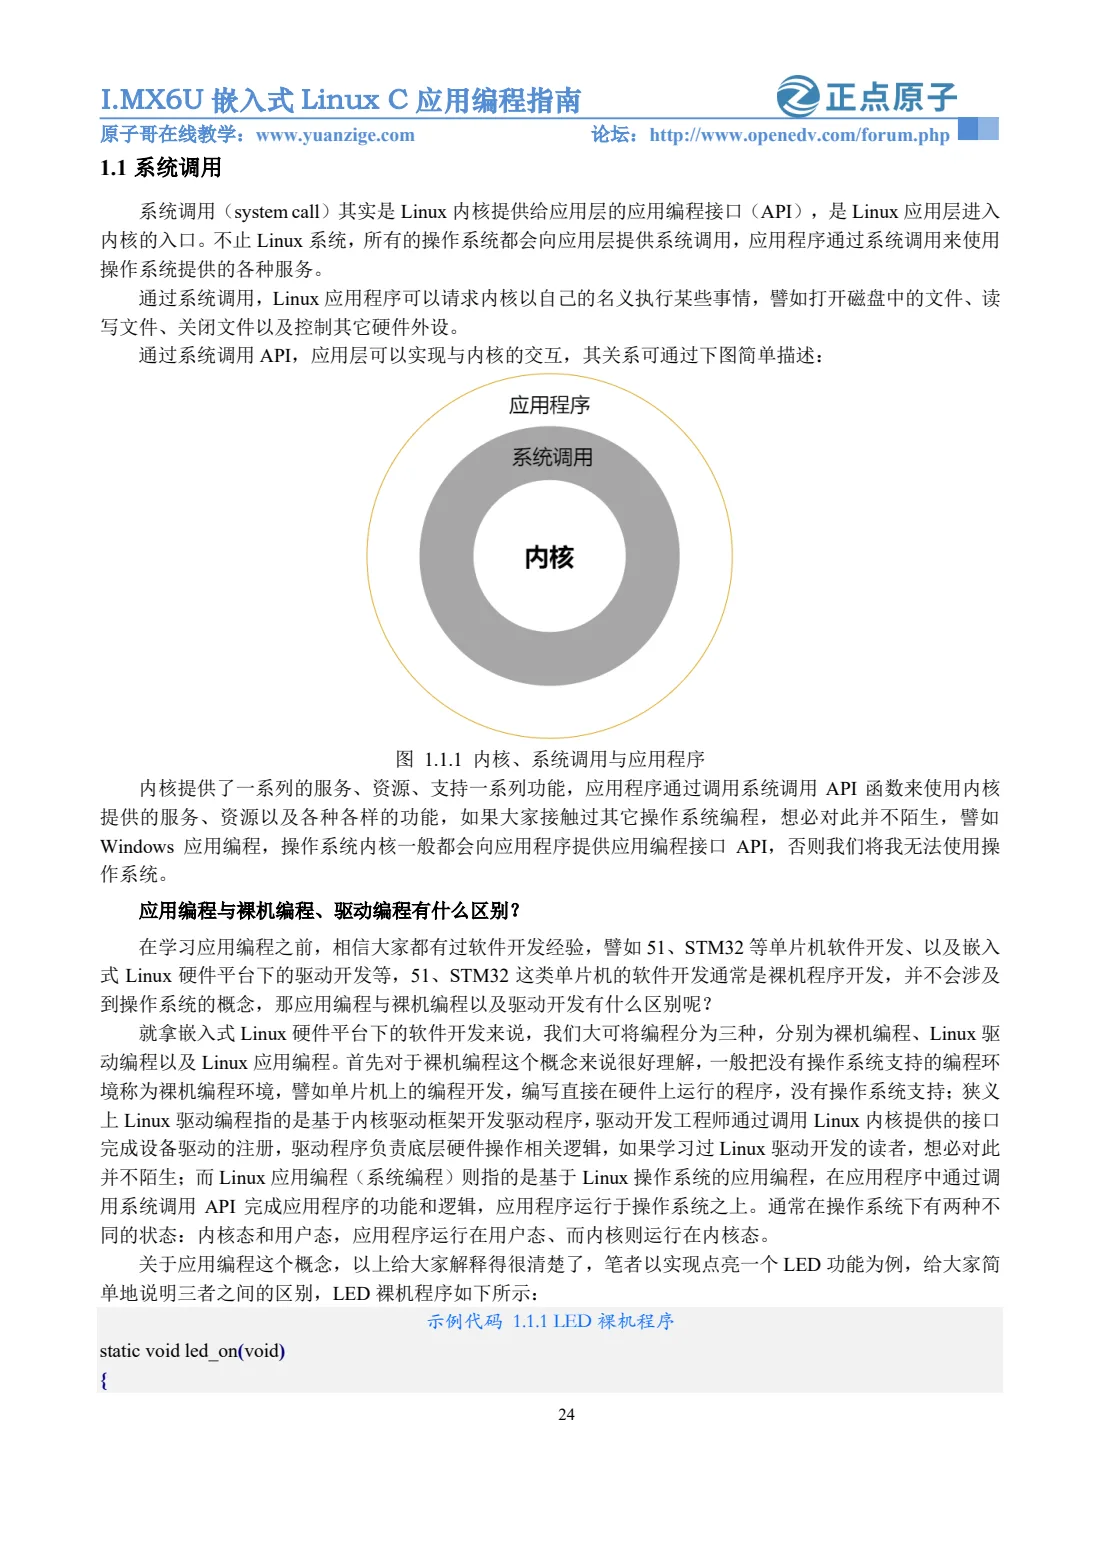 I.MX6U 嵌入式 Linux C 应用编程指南
正点原子
原子哥在线教学：www.yuanzige.com 论坛：http://www.openedv.com/forum.php
1.1 系统调用
系统调用（system call）其实是 Linux 内核提供给应用层的应用编程接口（API），是 Linux 应用层进入
内核的入口。不止 Linux 系统，所有的操作系统都会向应用层提供系统调用，应用程序通过系统调用来使用
操作系统提供的各种服务。
通过系统调用，Linux 应用程序可以请求内核以自己的名义执行某些事情，譬如打开磁盘中的文件、读
写文件、关闭文件以及控制其它硬件外设。
通过系统调用 API，应用层可以实现与内核的交互，其关系可通过下图简单描述：
应用程序
系统调用
内核
图 1.1.1 内核、系统调用与应用程序
内核提供了一系列的服务、资源、支持一系列功能，应用程序通过调用系统调用 API 函数来使用内核
提供的服务、资源以及各种各样的功能，如果大家接触过其它操作系统编程，想必对此并不陌生，譬如
Windows 应用编程，操作系统内核一般都会向应用程序提供应用编程接口 API，否则我们将我无法使用操
作系统。
应用编程与裸机编程、驱动编程有什么区别？
在学习应用编程之前，相信大家都有过软件开发经验，譬如 51、STM32 等单片机软件开发、以及嵌入
式 Linux 硬件平台下的驱动开发等，51、STM32 这类单片机的软件开发通常是裸机程序开发，并不会涉及
到操作系统的概念，那应用编程与裸机编程以及驱动开发有什么区别呢？
就拿嵌入式 Linux 硬件平台下的软件开发来说，我们大可将编程分为三种，分别为裸机编程、Linux 驱
动编程以及 Linux 应用编程。首先对于裸机编程这个概念来说很好理解，一般把没有操作系统支持的编程环
境称为裸机编程环境，譬如单片机上的编程开发，编写直接在硬件上运行的程序，没有操作系统支持；狭义
上 Linux 驱动编程指的是基于内核驱动框架开发驱动程序，驱动开发工程师通过调用 Linux 内核提供的接口
完成设备驱动的注册，驱动程序负责底层硬件操作相关逻辑，如果学习过 Linux 驱动开发的读者，想必对此
并不陌生；而 Linux 应用编程（系统编程）则指的是基于 Linux 操作系统的应用编程，在应用程序中通过调
用系统调用 API 完成应用程序的功能和逻辑，应用程序运行于操作系统之上。通常在操作系统下有两种不
同的状态：内核态和用户态，应用程序运行在用户态、而内核则运行在内核态。
关于应用编程这个概念，以上给大家解释得很清楚了，笔者以实现点亮一个 LED 功能为例，给大家简
单地说明三者之间的区别，LED 裸机程序如下所示：
示例代码 1.1.1 LED 裸机程序
static void led_on(void)
{
24